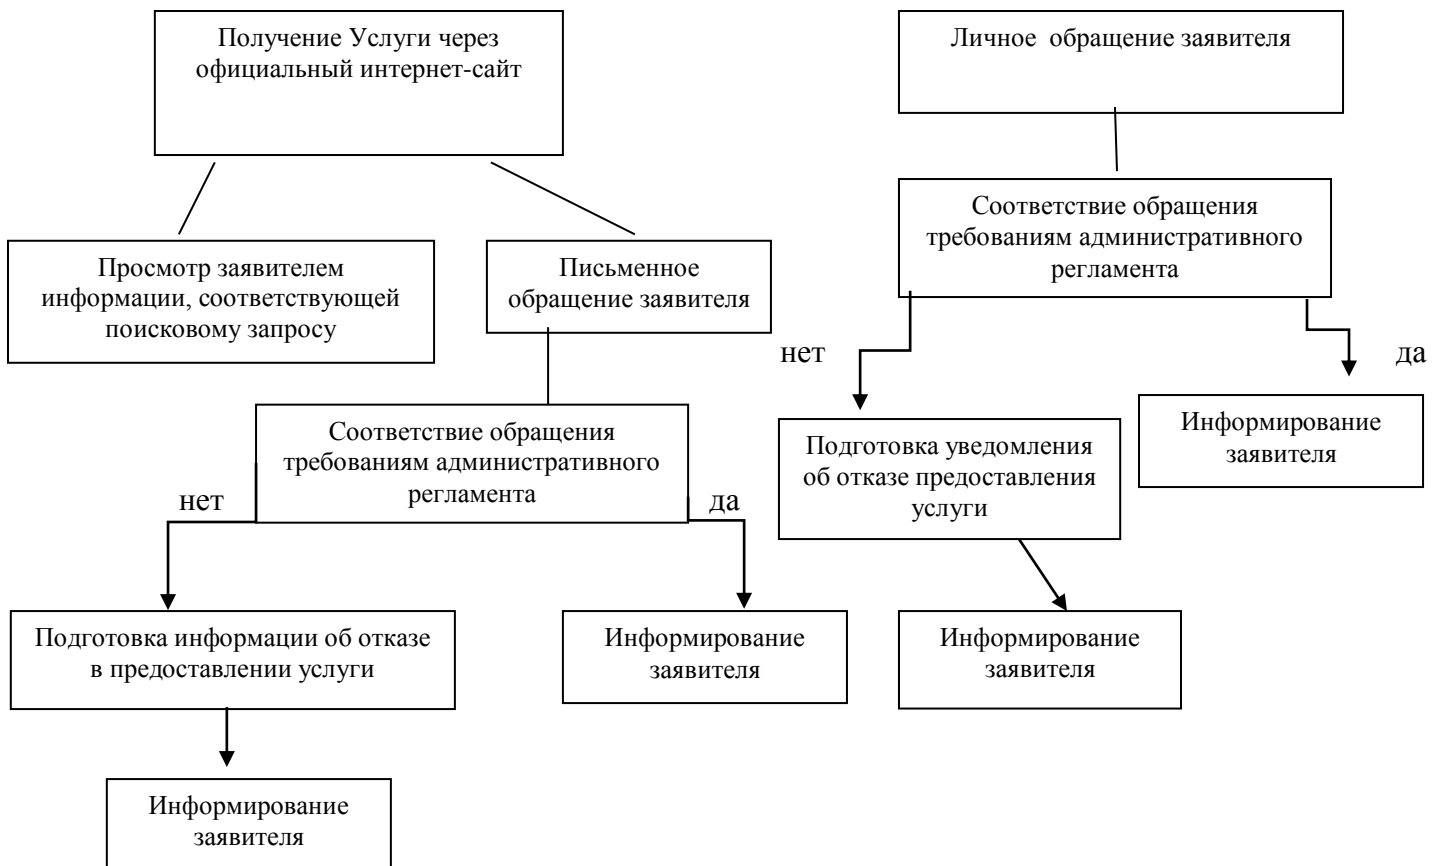 Получение Услуги через
официальный интернет-сайт
Личное обращение заявителя
Соответствие обращения
требованиям административного
регламента
Просмотр заявителем
информации, соответствующей
поисковому запросу
Письменное
обращение заявителя
нет
да
Соответствие обращения
требованиям административного
регламента
Подготовка уведомления
об отказе предоставления
услуги
Информирование
заявителя
нет
да
Подготовка информации об отказе
в предоставлении услуги
Информирование
заявителя
Информирование
заявителя
Информирование
заявителя